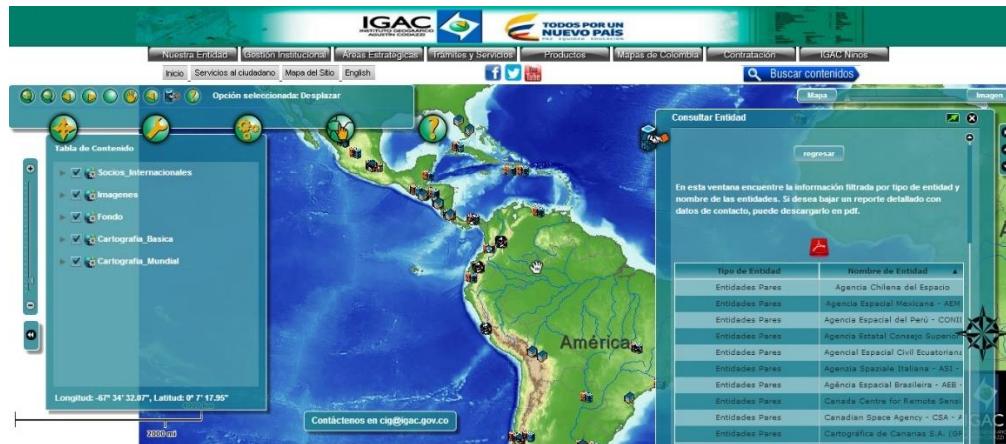 IGAC
INSTITUTO GEOGRÁFICO
AGUSTÍN CODAZZI
TODOS POR UN
NUEVO PAÍS
PAZ EQUIDAD EDUCACIÓN
Nuestra Entidad Gestión Institucional Áreas Estratégicas Trámites y Servicios Productos Mapas de Colombia Contratación IGAC Niños
Inicio Servicios al ciudadano Mapa del Sitio English
Buscar contenidos
Opción seleccionada: Desplazar
Mapa Imagen
Tabla de Contenido
Socios_Internacionales
Imagenes
Fondo
Cartografia_Basica
Cartografia_Mundial
Longitud: -67° 34' 32.07", Latitud: 0° 7' 17.95"
2000 mi
Contáctenos en cig@igac.gov.co
América
Consultar Entidad
regresar
En esta ventana encuentre la información filtrada por tipo de entidad y
nombre de las entidades. Si desea bajar un reporte detallado con
datos de contacto, puede descargarlo en pdf.
Tipo de Entidad Nombre de Entidad
Entidades Pares Agencia Chilena del Espacio
Entidades Pares Agencia Espacial Mexicana - AEM
Entidades Pares Agencia Espacial del Perú - CONI
Entidades Pares Agencia Estatal Consejo Superior
Entidades Pares Agencial Espacial Civil Ecuatoriana
Entidades Pares Agenzia Spaziale Italiana - ASI -
Entidades Pares Agência Espacial Brasileira - AEB -
Entidades Pares Canada Centre for Remote Sensi
Entidades Pares Canadian Space Agency - CSA - A
Entidades Pares Cartográfica de Canarias S.A. (GR
IGAC